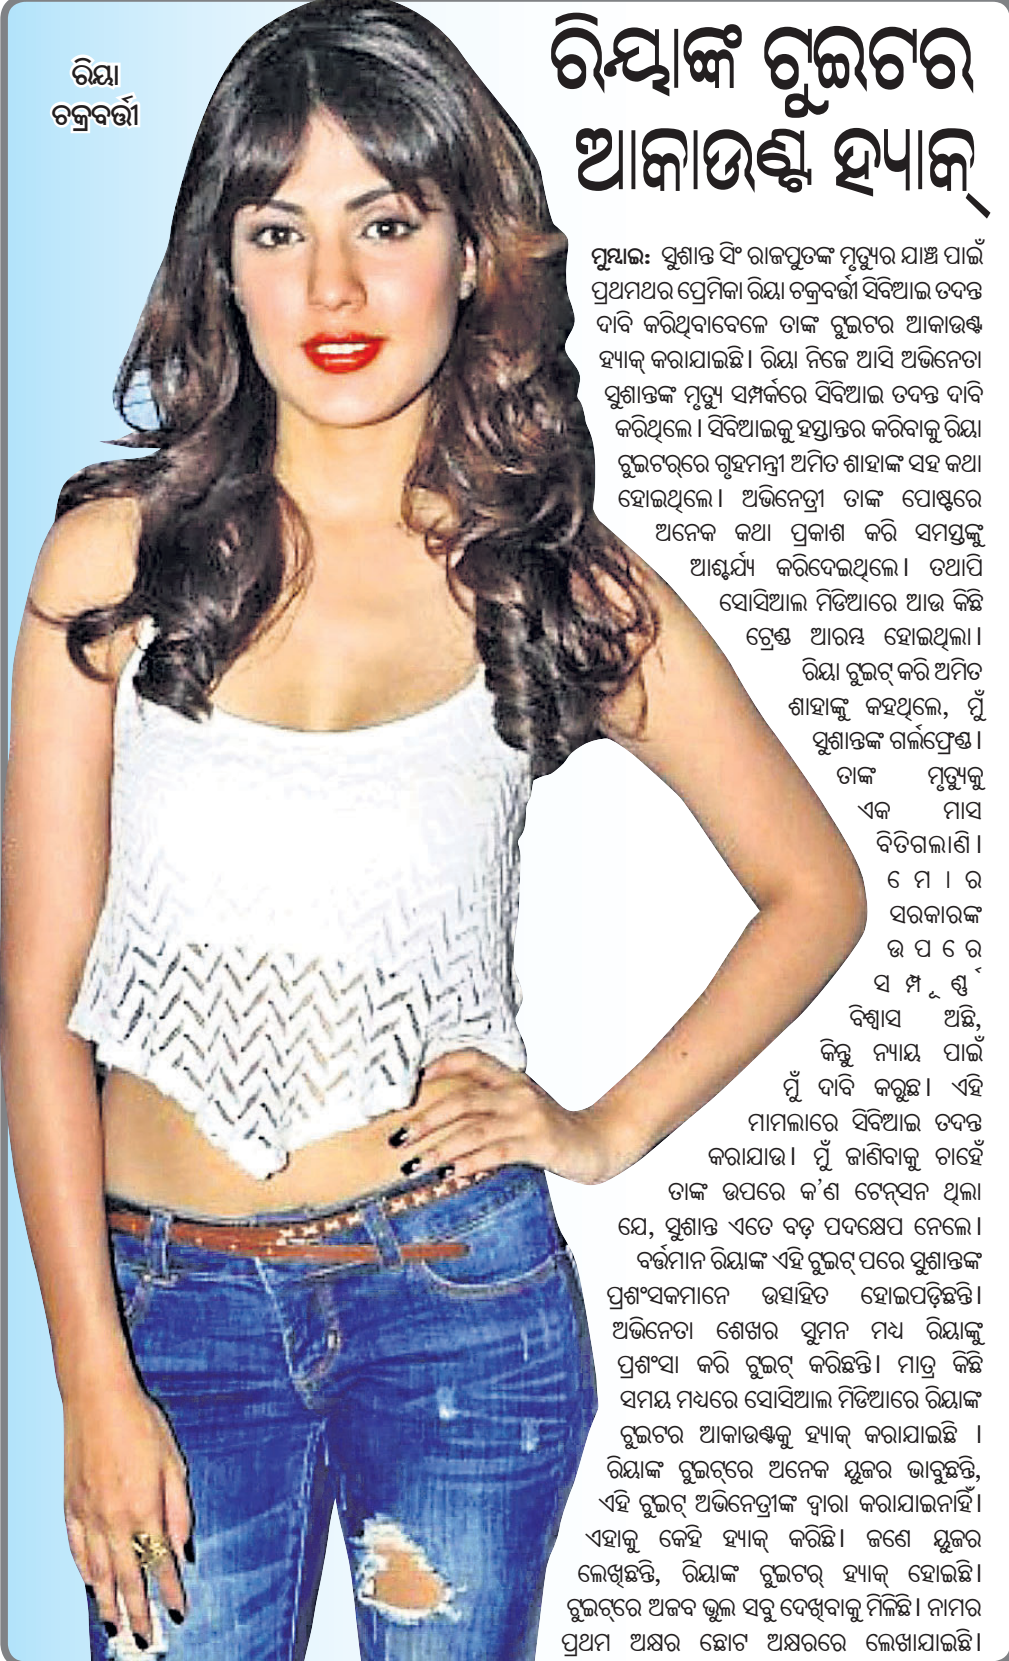 ରିୟା
ଚକ୍ରବର୍ତ୍ତୀ
ରିୟାଙ୍କ ଟୁଇଟର
ଆକାଉଣ୍ଟ ହ୍ୟାକ୍
ମୁମ୍ବାଇ: ସୁଶାନ୍ତ ସିଂ ରାଜପୁତଙ୍କ ମୃତ୍ୟୁର ଯାଞ୍ଚ ପାଇଁ
ପ୍ରଥମଥର ପ୍ରେମିକା ରିୟା ଚକ୍ରବର୍ତ୍ତୀ ସିବିଆଇ ତଦନ୍ତ
ଦାବି କରିଥିବାବେଳେ ତାଙ୍କ ଟୁଇଟର ଆକାଉଣ୍ଟ
ହ୍ୟାକ୍ କରାଯାଇଛି। ରିୟା ନିଜେ ଆସି ଅଭିନେତା
ସୁଶାନ୍ତଙ୍କ ମୃତ୍ୟୁ ସମ୍ପର୍କରେ ସିବିଆଇ ତଦନ୍ତ ଦାବି
କରିଥିଲେ। ସିବିଆଇକୁ ହସ୍ତାନ୍ତର କରିବାକୁ ରିୟା
ଟୁଇଟର୍‌ରେ ଗୃହମନ୍ତ୍ରୀ ଅମିତ ଶାହାଙ୍କ ସହ କଥା
ହୋଇଥିଲେ। ଅଭିନେତ୍ରୀ ତାଙ୍କ ପୋଷ୍ଟରେ
ଅନେକ କଥା ପ୍ରକାଶ କରି ସମସ୍ତଙ୍କୁ
ଆଶ୍ଚର୍ଯ୍ୟ କରିଦେଇଥିଲେ। ତଥାପି
ସୋସିଆଲ ମିଡିଆରେ ଆଉ କିଛି
ଟ୍ରେଣ୍ଡ ଆରମ୍ଭ ହୋଇଥିଲା।
ରିୟା ଟୁଇଟ୍ କରି ଅମିତ
ଶାହାଙ୍କୁ କହଥିଲେ, ମୁଁ
ସୁଶାନ୍ତଙ୍କ ଗର୍ଲଫ୍ରେଣ୍ଡ।
ତାଙ୍କ ମୃତ୍ୟୁକୁ
ଏକ ମାସ
ବିତିଗଲାଣି।
ମୋର
ସରକାରଙ୍କ
ଉପରେ
ସମ୍ପୂର୍ଣ୍ଣ
ବିଶ୍ୱାସ ଅଛି,
କିନ୍ତୁ ନ୍ୟାୟ ପାଇଁ
ମୁଁ ଦାବି କରୁଛ। ଏହି
ମାମଲାରେ ସିବିଆଇ ତଦନ୍ତ
କରାଯାଉ। ମୁଁ ଜାଣିବାକୁ ଚାହେଁ
ତାଙ୍କ ଉପରେ କ'ଣ ଟେନ୍‌ସନ ଥିଲା
ଯେ, ସୁଶାନ୍ତ ଏତେ ବଡ଼ ପଦକ୍ଷେପ ନେଲେ।
ବର୍ତ୍ତମାନ ରିୟାଙ୍କ ଏହି ଟୁଇଟ୍ ପରେ ସୁଶାନ୍ତଙ୍କ
ପ୍ରଶଂସକମାନେ ଉତ୍ସାହିତ ହୋଇପଡ଼ିଛନ୍ତି।
ଅଭିନେତା ଶେଖର ସୁମନ ମଧ୍ୟ ରିୟାଙ୍କୁ
ପ୍ରଶଂସା କରି ଟୁଇଟ୍ କରିଛନ୍ତି। ମାତ୍ର କିଛି
ସମୟ ମଧ୍ୟରେ ସୋସିଆଲ ମିଡିଆରେ ରିୟାଙ୍କ
ଟୁଇଟର ଆକାଉଣ୍ଟକୁ ହ୍ୟାକ୍ କରାଯାଇଛି ।
ରିୟାଙ୍କ ଟୁଇଟ୍‌ରେ ଅନେକ ୟୁଜର ଭାବୁଛନ୍ତି,
ଏହି ଟୁଇଟ୍ ଅଭିନେତ୍ରୀଙ୍କ ଦ୍ୱାରା କରାଯାଇନାହିଁ।
ଏହାକୁ କେହି ହ୍ୟାକ୍ କରିଛି। ଜଣେ ୟୁଜର
ଲେଖିଛନ୍ତି, ରିୟାଙ୍କ ଟୁଇଟର୍ ହ୍ୟାକ୍ ହୋଇଛି।
ଟୁଇଟ୍‌ରେ ଅଜବ ଭୁଲ ସବୁ ଦେଖିବାକୁ ମିଳିଛି। ନାମର
ପ୍ରଥମ ଅକ୍ଷର ଛୋଟ ଅକ୍ଷରରେ ଲେଖାଯାଇଛି।